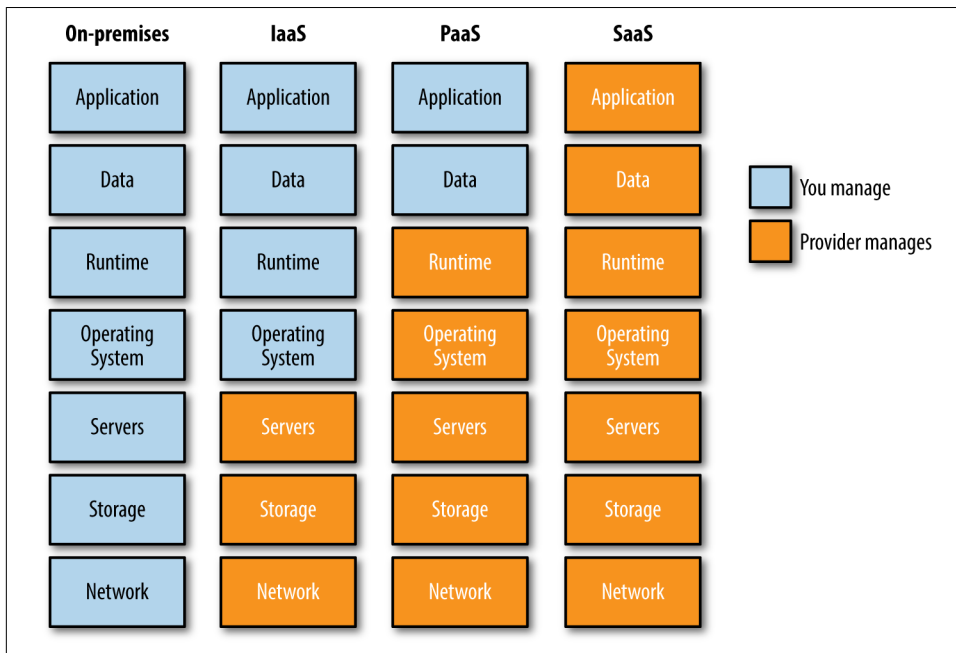 On-premises IaaS PaaS SaaS
Application Application Application Application
Data Data Data Data
You manage
Runtime Runtime Runtime Runtime
Provider manages
Operating Operating Operating Operating
System System System System
Servers Servers Servers Servers
Storage Storage Storage Storage
Network Network Network Network